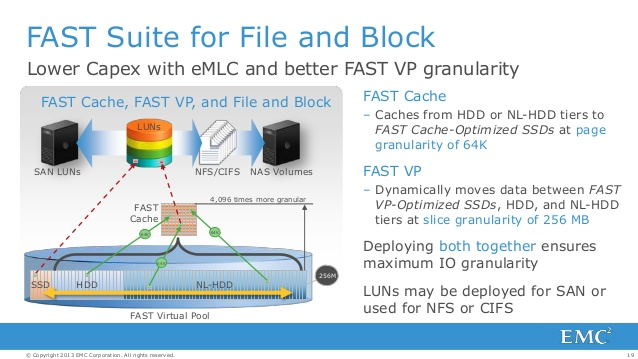 FAST Suite for File and Block
Lower Capex with eMLC and better FAST VP granularity
FAST Cache, FAST VP, and File and Block
LUNs
SAN LUNs
NFS/CIFS
NAS Volumes
4,096 times more granular
FAST
Cache
64K
64K
64K
256M
SSD
HDD
NL-HDD
FAST Virtual Pool
FAST Cache
– Caches from HDD or NL-HDD tiers to
FAST Cache-Optimized SSDs at page
granularity of 64K
FAST VP
– Dynamically moves data between FAST
VP-Optimized SSDs, HDD, and NL-HDD
tiers at slice granularity of 256 MB
Deploying both together ensures
maximum IO granularity
LUNs may be deployed for SAN or
used for NFS or CIFS
EMC²
© Copyright 2013 EMC Corporation. All rights reserved.
19